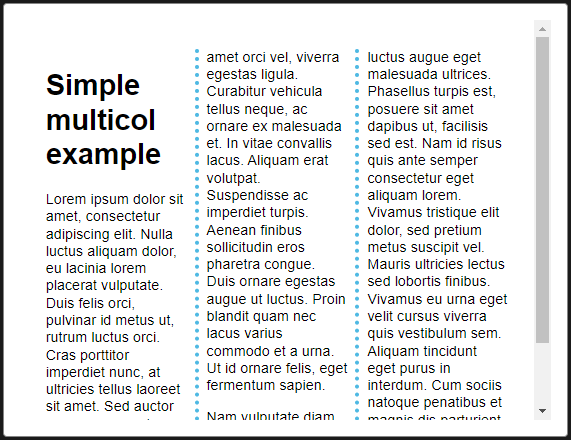 Simple
multicol
example
Lorem ipsum dolor sit
amet, consectetur
adipiscing elit. Nulla
luctus aliquam dolor,
eu lacinia lorem
placerat vulputate.
Duis felis orci,
pulvinar id metus ut,
rutrum luctus orci.
Cras porttitor
imperdiet nunc, at
ultricies tellus laoreet
sit amet. Sed auctor
amet orci vel, viverra
egestas ligula.
Curabitur vehicula
tellus neque, ac
ornare ex malesuada
et. In vitae convallis
lacus. Aliquam erat
volutpat.
Suspendisse ac
imperdiet turpis.
Aenean finibus
sollicitudin eros
pharetra congue.
Duis ornare egestas
augue ut luctus. Proin
blandit quam nec
lacus varius
commodo et a urna.
Ut id ornare felis, eget
fermentum sapien.
Nam vulputate diam
luctus augue eget
malesuada ultrices.
Phasellus turpis est,
posuere sit amet
dapibus ut, facilisis
sed est. Nam id risus
quis ante semper
consectetur eget
aliquam lorem.
Vivamus tristique elit
dolor, sed pretium
metus suscipit vel.
Mauris ultricies lectus
sed lobortis finibus.
Vivamus eu urna eget
velit cursus viverra
quis vestibulum sem.
Aliquam tincidunt
eget purus in
interdum. Cum sociis
natoque penatibus et
magnis dis parturient